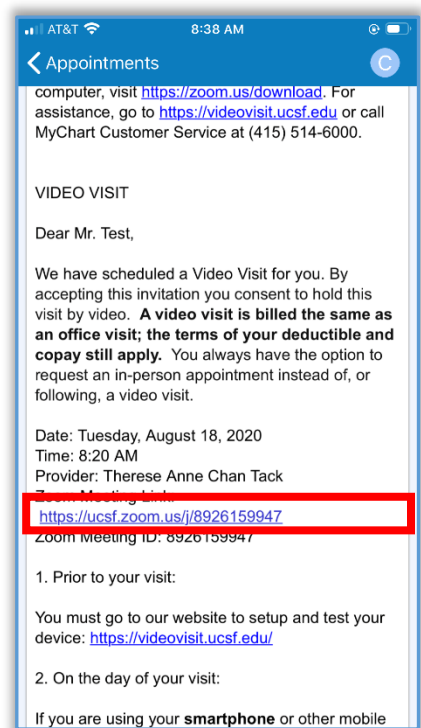 AT&T 8:38 AM
Appointments C
computer, visit https://zoom.us/download. For
assistance, go to https://videovisit.ucsf.edu or call
MyChart Customer Service at (415) 514-6000.
VIDEO VISIT
Dear Mr. Test,
We have scheduled a Video Visit for you. By
accepting this invitation you consent to hold this
visit by video. A video visit is billed the same as
an office visit; the terms of your deductible and
copay still apply. You always have the option to
request an in-person appointment instead of, or
following, a video visit.
Date: Tuesday, August 18, 2020
Time: 8:20 AM
Provider: Therese Anne Chan Tack
Zoom Meeting Link:
https://ucsf.zoom.us/j/8926159947
Zoom Meeting ID: 8926159947
1. Prior to your visit:
You must go to our website to setup and test your
device: https://videovisit.ucsf.edu/
2. On the day of your visit:
If you are using your smartphone or other mobile